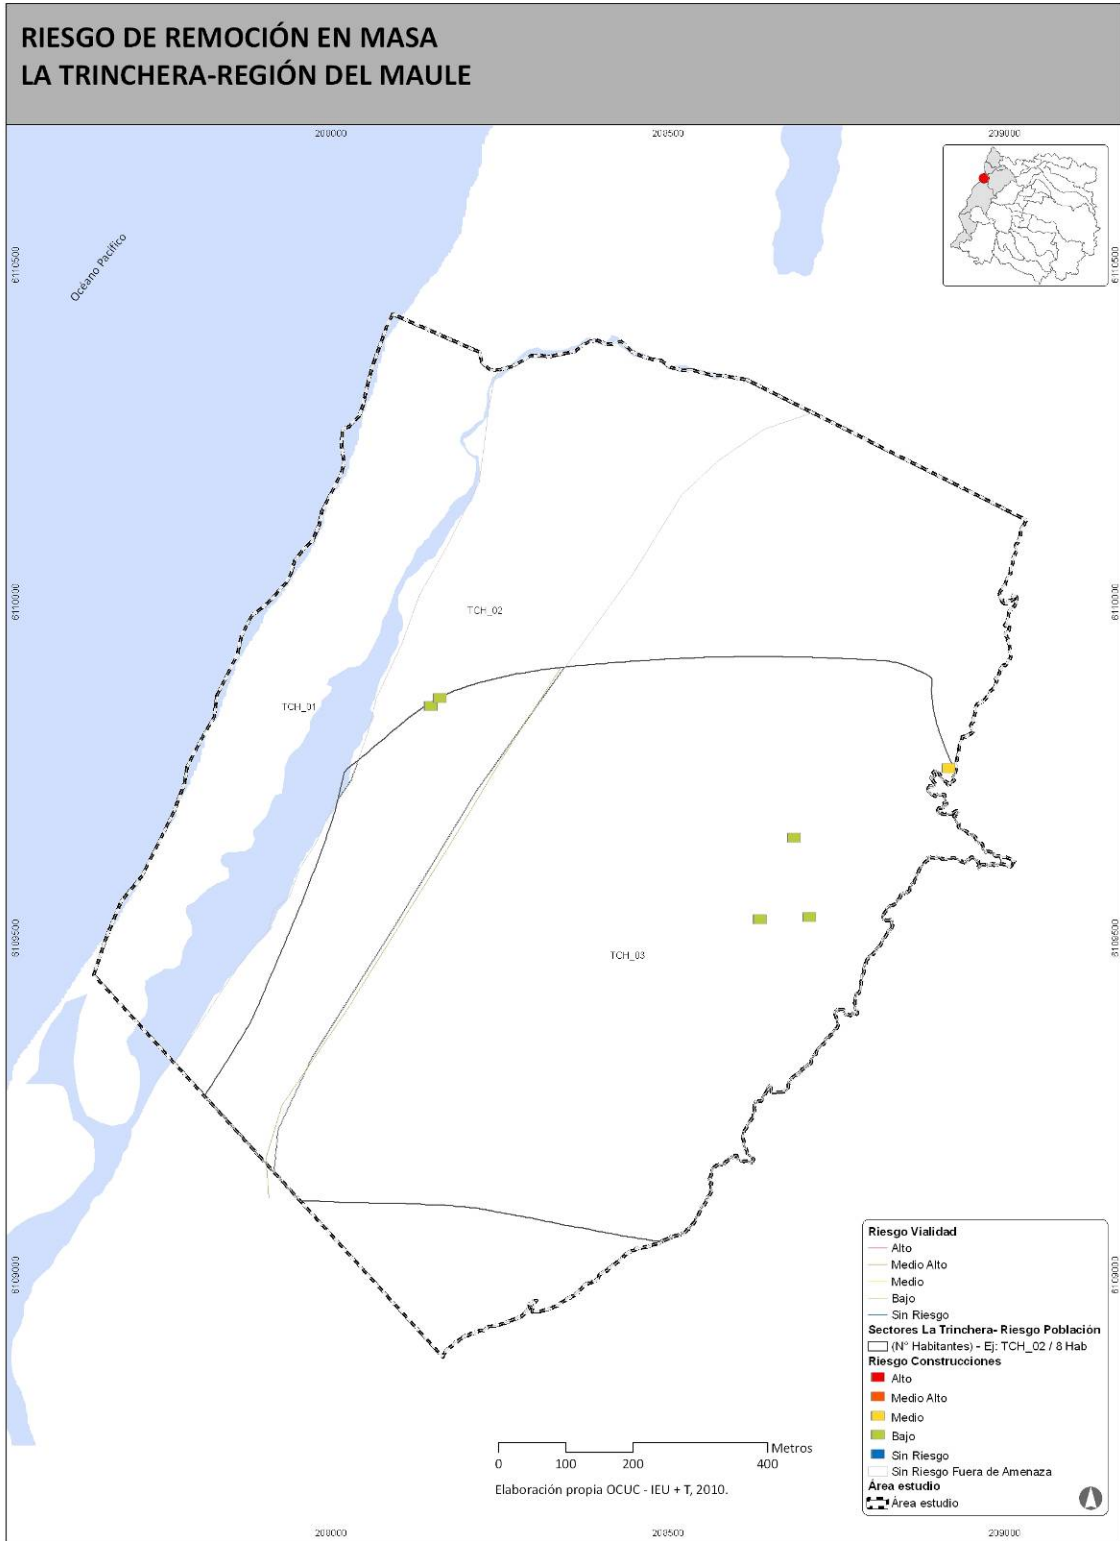 RIESGO DE REMOCIÓN EN MASA
LA TRINCHERA-REGIÓN DEL MAULE
208000
208500
209000
Océano Pacífico
6110500
6110500
6110000
6110000
TCH_02
TCH_01
6109500
6109500
TCH_03
6109000
6109000
Riesgo Vialidad
Alto
Medio Alto
Medio
Bajo
Sin Riesgo
Sectores La Trinchera- Riesgo Población
(N° Habitantes) - Ej: TCH_02 / 8 Hab
Riesgo Construcciones
Alto
Medio Alto
Medio
Bajo
Sin Riesgo
Sin Riesgo Fuera de Amenaza
Área estudio
Área estudio
Metros
0 100 200 400
Elaboración propia OCUC - IEU + T, 2010.
208000
208500
209000